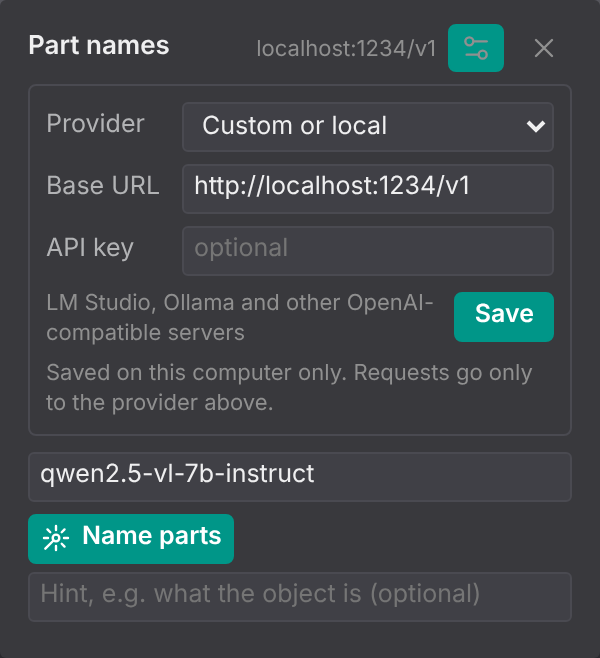 Part names
localhost:1234/v1
Provider
Custom or local
Base URL
http://localhost:1234/v1
API key
optional
LM Studio, Ollama and other OpenAI-
compatible servers
Save
Saved on this computer only. Requests go only
to the provider above.
qwen2.5-vl-7b-instruct
Name parts
Hint, e.g. what the object is (optional)